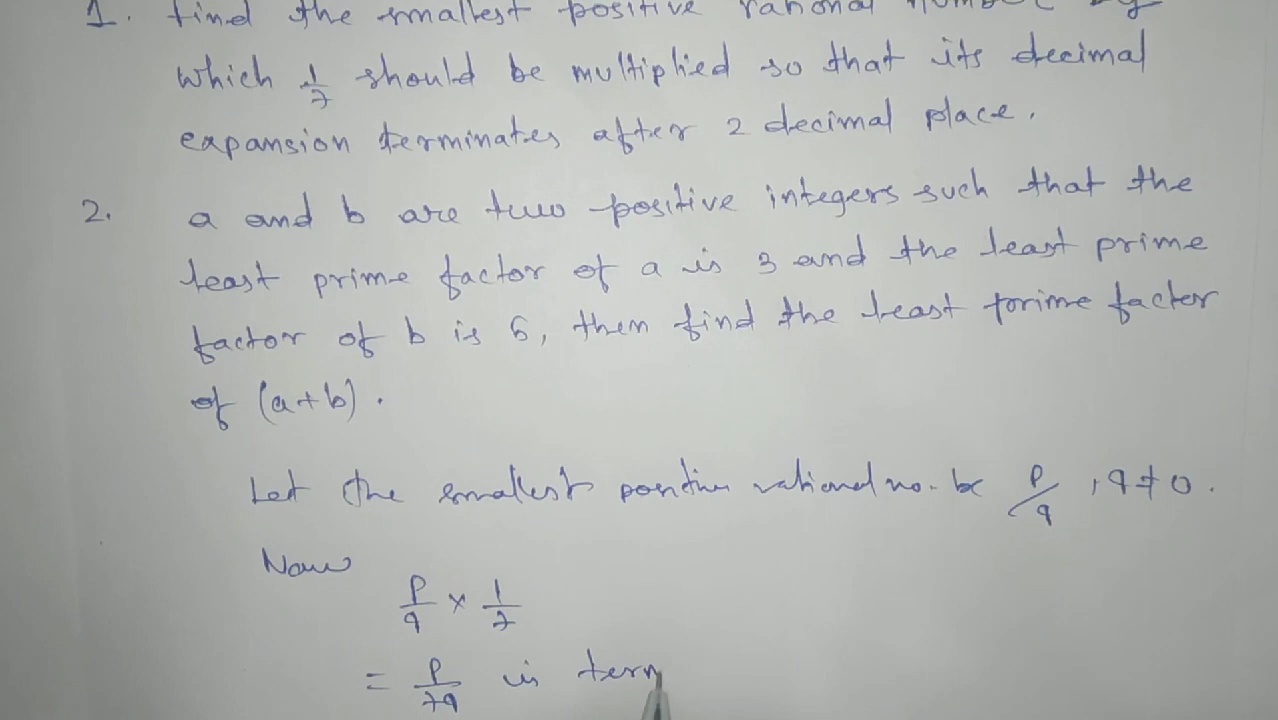 1. find the smallest positive rational number by
which 1/7 should be multiplied so that its decimal
expansion terminates after 2 decimal place.
2. a and b are two positive integers such that the
least prime factor of a is 3 and the least prime
factor of b is 5, then find the least prime factor
of (a+b).
Let the smallest positive rational no. be p/q, q≠0.
Now
p/q × 1/7
= p/7q is term